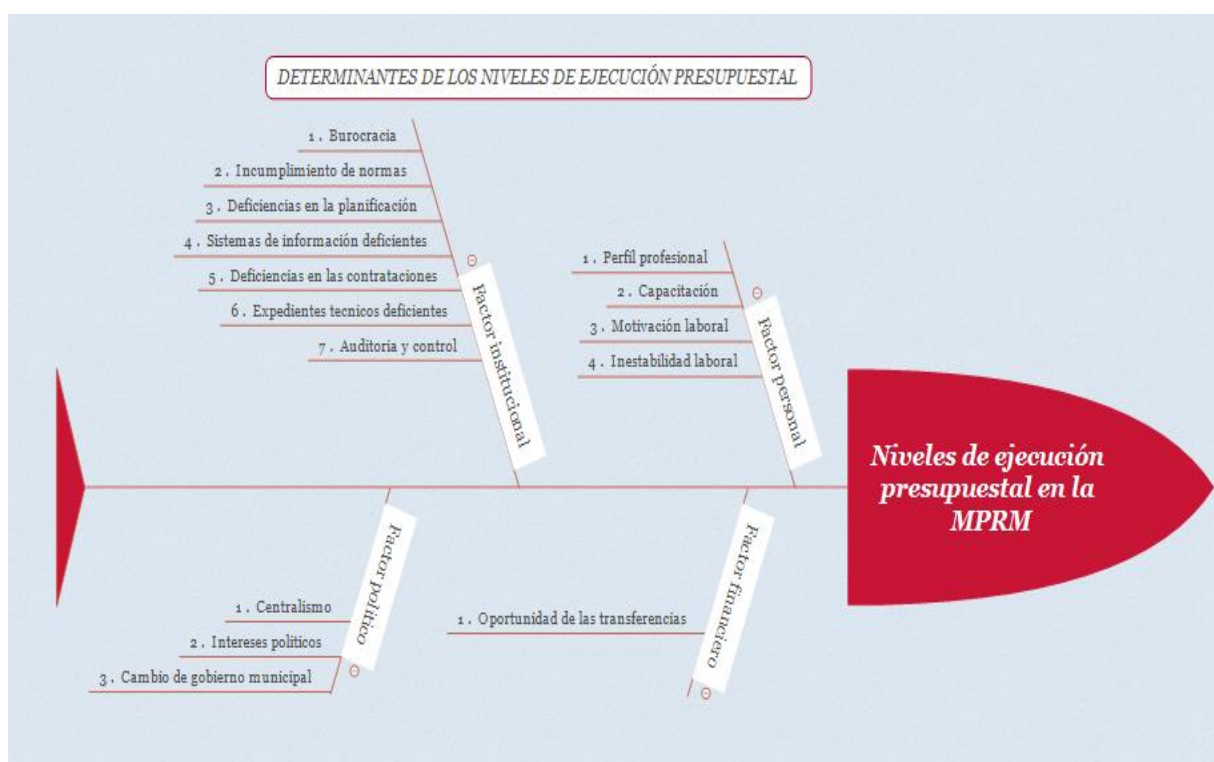 DETERMINANTES DE LOS NIVELES DE EJECUCIÓN PRESUPUESTAL
1 . Burocracia
2 . Incumplimiento de normas
3 . Deficiencias en la planificación
4 . Sistemas de información deficientes
5 . Deficiencias en las contrataciones
6 . Expedientes tecnicos deficientes
7 . Auditoria y control
Factor institucional
1 . Perfil profesional
2 . Capacitación
3 . Motivación laboral
4 . Inestabilidad laboral
Factor personal
Niveles de ejecución
presupuestal en la
MPRM
Factor politico
1 . Centralismo
2 . Intereses politicos
3 . Cambio de gobierno municipal
Factor financiero
1 . Oportunidad de las transferencias